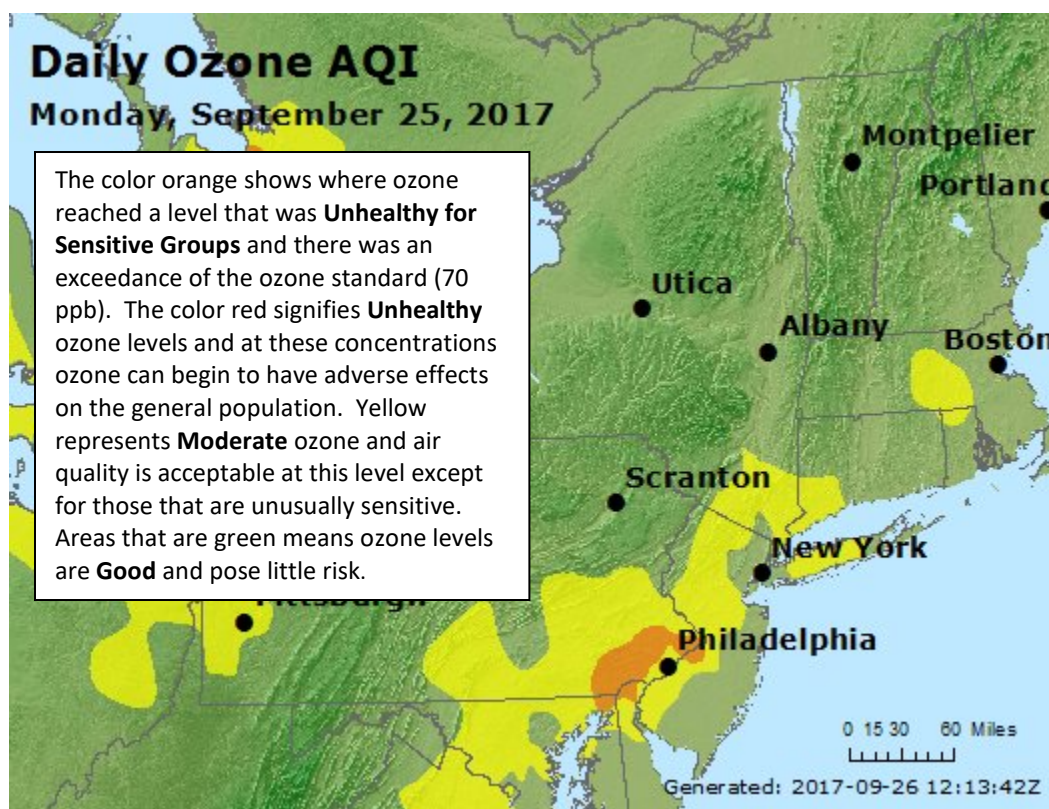 Daily Ozone AQI
Monday, September 25, 2017
The color orange shows where ozone
reached a level that was Unhealthy for
Sensitive Groups and there was an
exceedance of the ozone standard (70
ppb). The color red signifies Unhealthy
ozone levels and at these concentrations
ozone can begin to have adverse effects
on the general population. Yellow
represents Moderate ozone and air
quality is acceptable at this level except
for those that are unusually sensitive.
Areas that are green means ozone levels
are Good and pose little risk.
Montpelier
Portland
Utica
Albany
Boston
Scranton
New York
Pittsburgh
Philadelphia
0 15 30 60 Miles
Generated: 2017-09-26 12:13:42Z